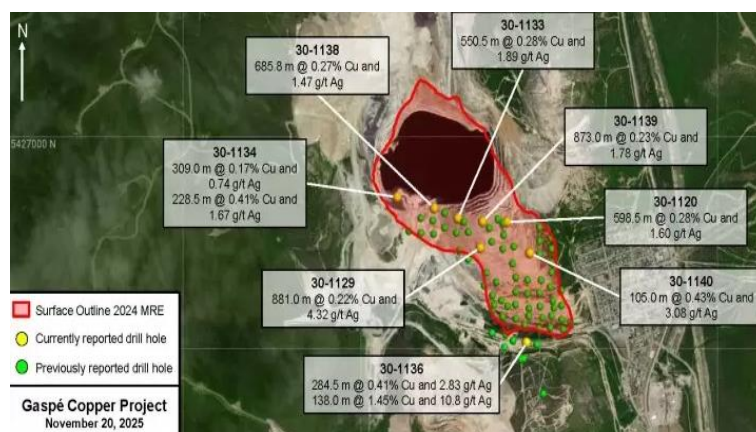 N
5427000 N
30-1133
550.5 m @ 0.28% Cu and
1.89 g/t Ag
30-1138
685.8 m @ 0.27% Cu and
1.47 g/t Ag
30-1139
873.0 m @ 0.23% Cu and
1.78 g/t Ag
30-1134
309.0 m @ 0.17% Cu and
0.74 g/t Ag
228.5 m @ 0.41% Cu and
1.67 g/t Ag
30-1120
598.5 m @ 0.28% Cu and
1.60 g/t Ag
30-1129
881.0 m @ 0.22% Cu and
4.32 g/t Ag
30-1140
105.0 m @ 0.43% Cu and
3.08 g/t Ag
30-1136
284.5 m @ 0.41% Cu and 2.83 g/t Ag
138.0 m @ 1.45% Cu and 10.8 g/t Ag
Surface Outline 2024 MRE
Currently reported drill hole
Previously reported drill hole
Gaspé Copper Project
November 20, 2025